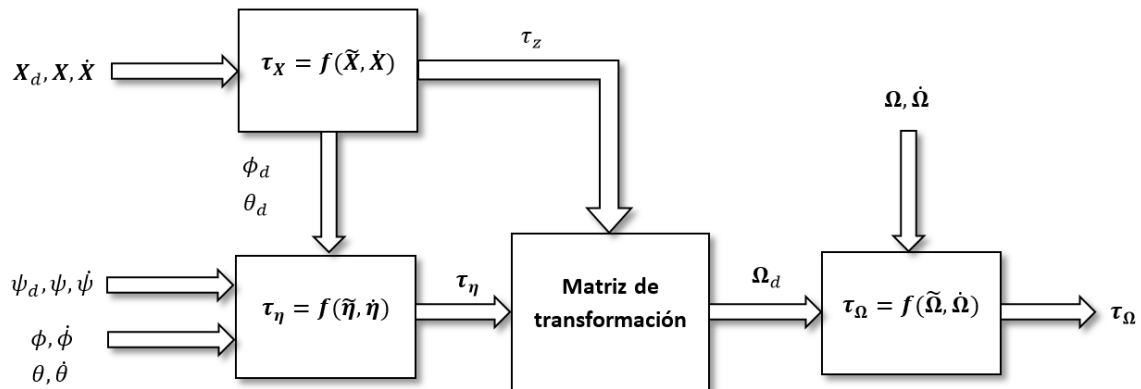 τ_z
X_d, X, Ẋ
τ_X = f(X̃, Ẋ)
Ω, Ω̇
ϕ_d
θ_d
ψ_d, ψ, ψ̇
ϕ, ϕ̇
θ, θ̇
τ_η = f(η̃, η̇)
τ_η
Matriz de
transformación
Ω_d
τ_Ω = f(Ω̃, Ω̇)
τ_Ω